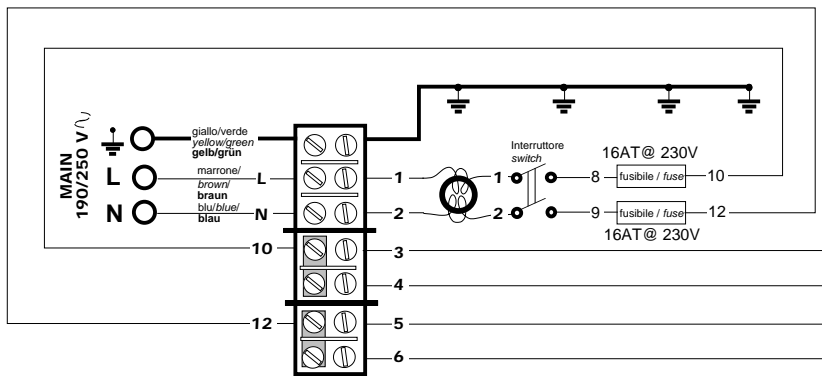 MAIN
190/250 V
L
N
giallo/verde
yellow/green
gelb/grün
marrone/
brown/
braun
blu/blue/
blau
L
N
10
12
1
2
3
4
5
6
Interruttore
switch
1
2
8
9
16AT@ 230V
fusibile / fuse
10
fusibile / fuse
12
16AT@ 230V